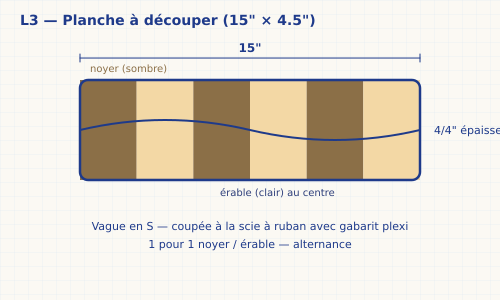 L3 — Planche à découper (15" × 4.5")
15"
noyer (sombre)
4/4" épaisse
érable (clair) au centre
Vague en S — coupée à la scie à ruban avec gabarit plexi
1 pour 1 noyer / érable — alternance